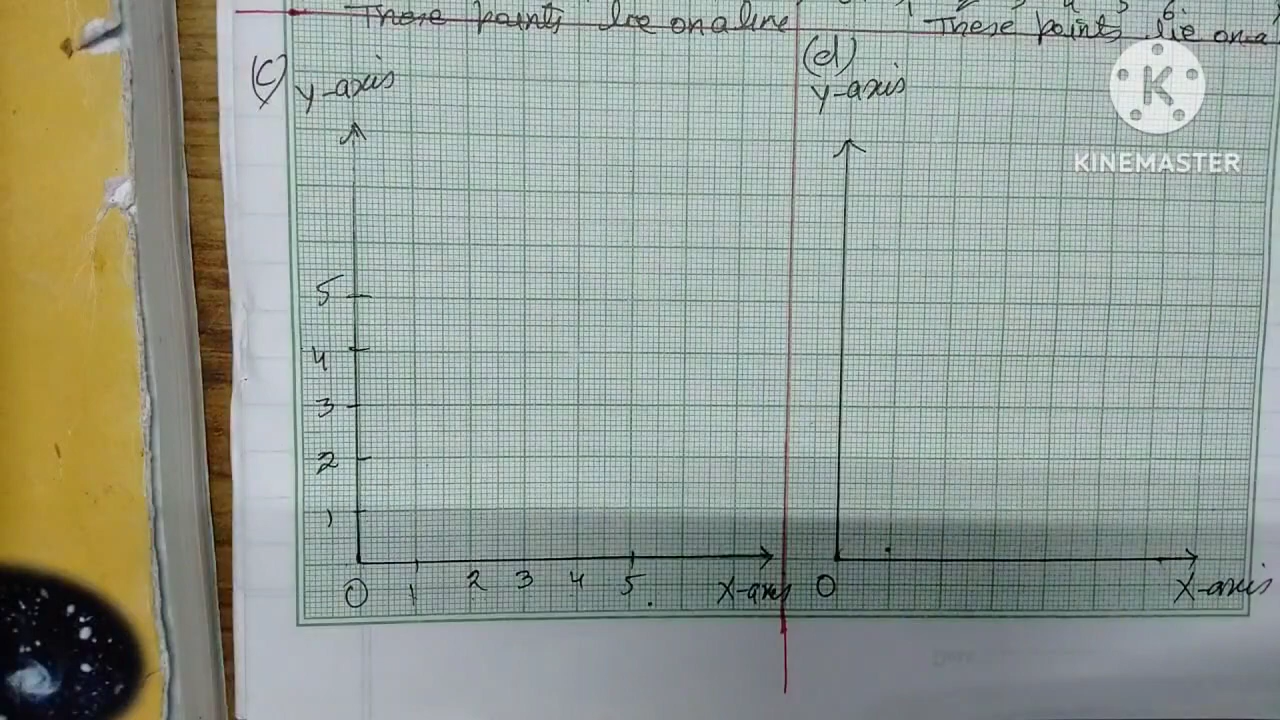 These points lie on a line
These points lie on a
(c)
Y-axis
5
4
3
2
1
0 1 2 3 4 5. X-axis
(d)
Y-axis
0 X-axis
K
KINEMASTER